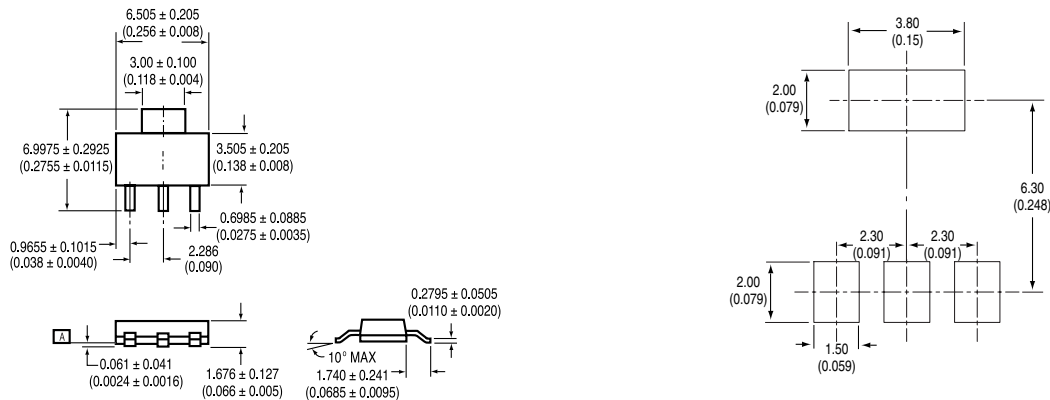 6.505 ± 0.205
(0.256 ± 0.008)
3.00 ± 0.100
(0.118 ± 0.004)
6.9975 ± 0.2925
(0.2755 ± 0.0115)
3.505 ± 0.205
(0.138 ± 0.008)
0.6985 ± 0.0885
(0.0275 ± 0.0035)
0.9655 ± 0.1015
(0.038 ± 0.0040)
2.286
(0.090)
A
0.061 ± 0.041
(0.0024 ± 0.0016)
1.676 ± 0.127
(0.066 ± 0.005)
0.2795 ± 0.0505
(0.0110 ± 0.0020)
10° MAX
1.740 ± 0.241
(0.0685 ± 0.0095)
3.80
(0.15)
2.00
(0.079)
6.30
(0.248)
2.30
(0.091)
2.30
(0.091)
2.00
(0.079)
1.50
(0.059)